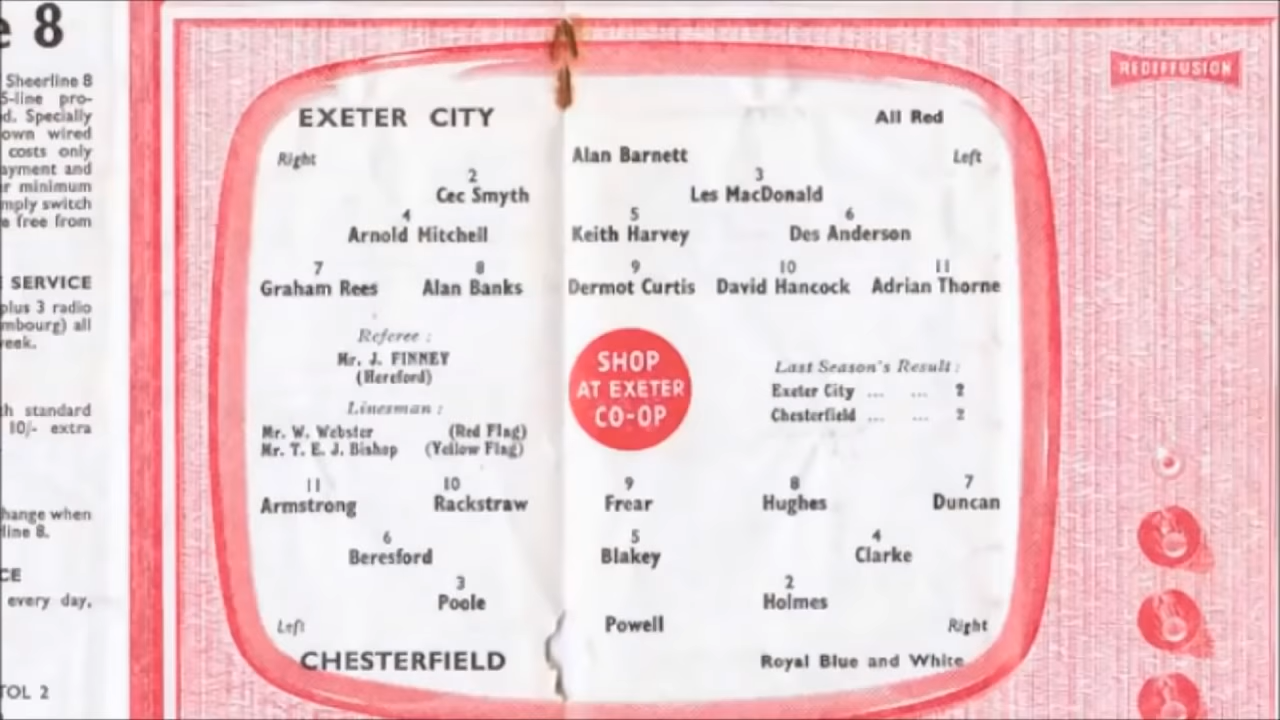 e 8
Sheerline 8
5-line pro-
d. Specially
own wired
costs only
ayment and
r minimum
mply switch
e free from
SERVICE
plus 3 radio
mbourg) all
week.
th standard
10/- extra
hange when
line 8.
CE
every day,
TOL 2
REDIFFUSION
EXETER CITY All Red
Right Alan Barnett Left
2 3
Cec Smyth Les MacDonald
4 5 6
Arnold Mitchell Keith Harvey Des Anderson
7 8 9 10 11
Graham Rees Alan Banks Dermot Curtis David Hancock Adrian Thorne
Referee :
Mr. J. FINNEY
(Hereford)
Linesman :
Mr. W. Webster (Red Flag)
Mr. T. E. J. Bishop (Yellow Flag)
SHOP
AT EXETER
CO-OP
Last Season's Result :
Exeter City ... ...
Chesterfield ... ...
11 10 9 8 7
Armstrong Rackstraw Frear Hughes Duncan
6 5 4
Beresford Blakey Clarke
3 2
Poole Holmes
Left Powell Right
CHESTERFIELD Royal Blue and White